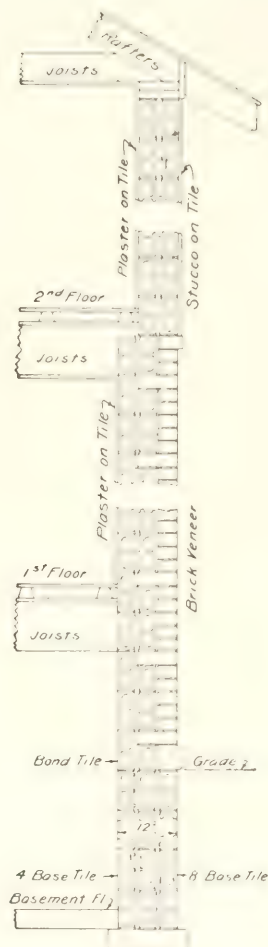 Rafters
Joists
Plaster on Tile
Stucco on Tile
2nd Floor
Joists
Plaster on Tile
Brick Veneer
1st Floor
Joists
Bond Tile
Grade
12"
4 Base Tile
8 Base Tile
Basement Fl